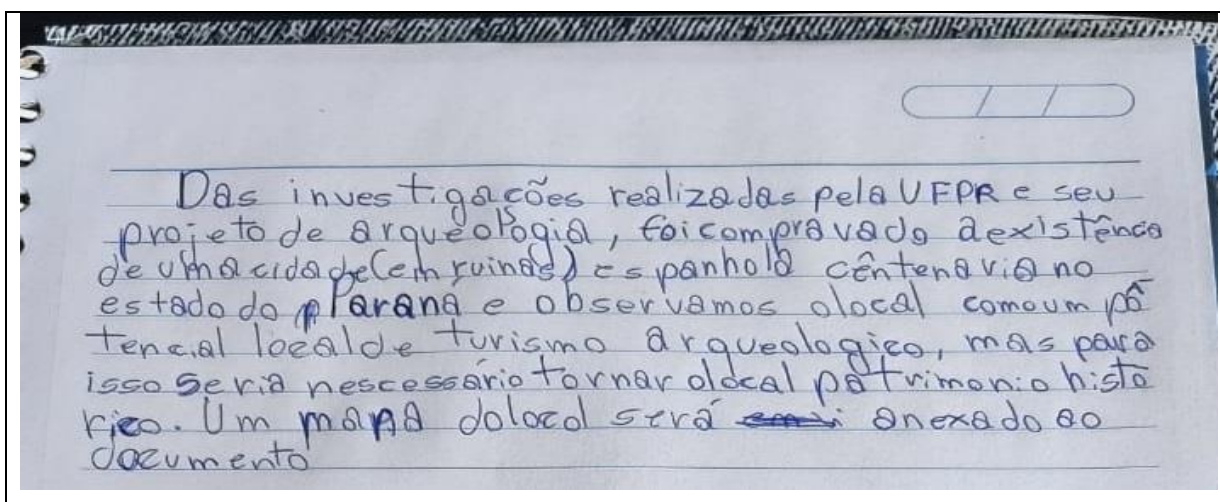 Das investigações realizadas pela UFPR e seu
projeto de arqueologia, foi comprovado a existência
de uma cidade (em ruinas) espanhola centenaria no
estado do Parana e observamos o local como um po
tencial local de turismo arqueologico, mas para
isso seria nescessário tornar o local patrimonio histo
rico. Um mapa do local será anexado ao
documento